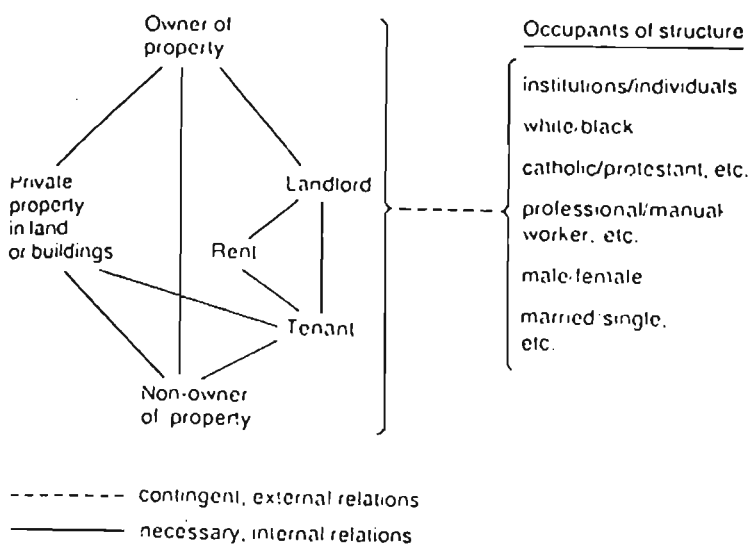 Owner of
property
Occupants of structure
institutions/individuals
white/black
catholic/protestant, etc.
professional/manual
worker, etc.
male/female
married/single,
etc.
Private
property
in land
or buildings
Landlord
Rent
Tenant
Non-owner
of property
contingent, external relations
necessary, internal relations